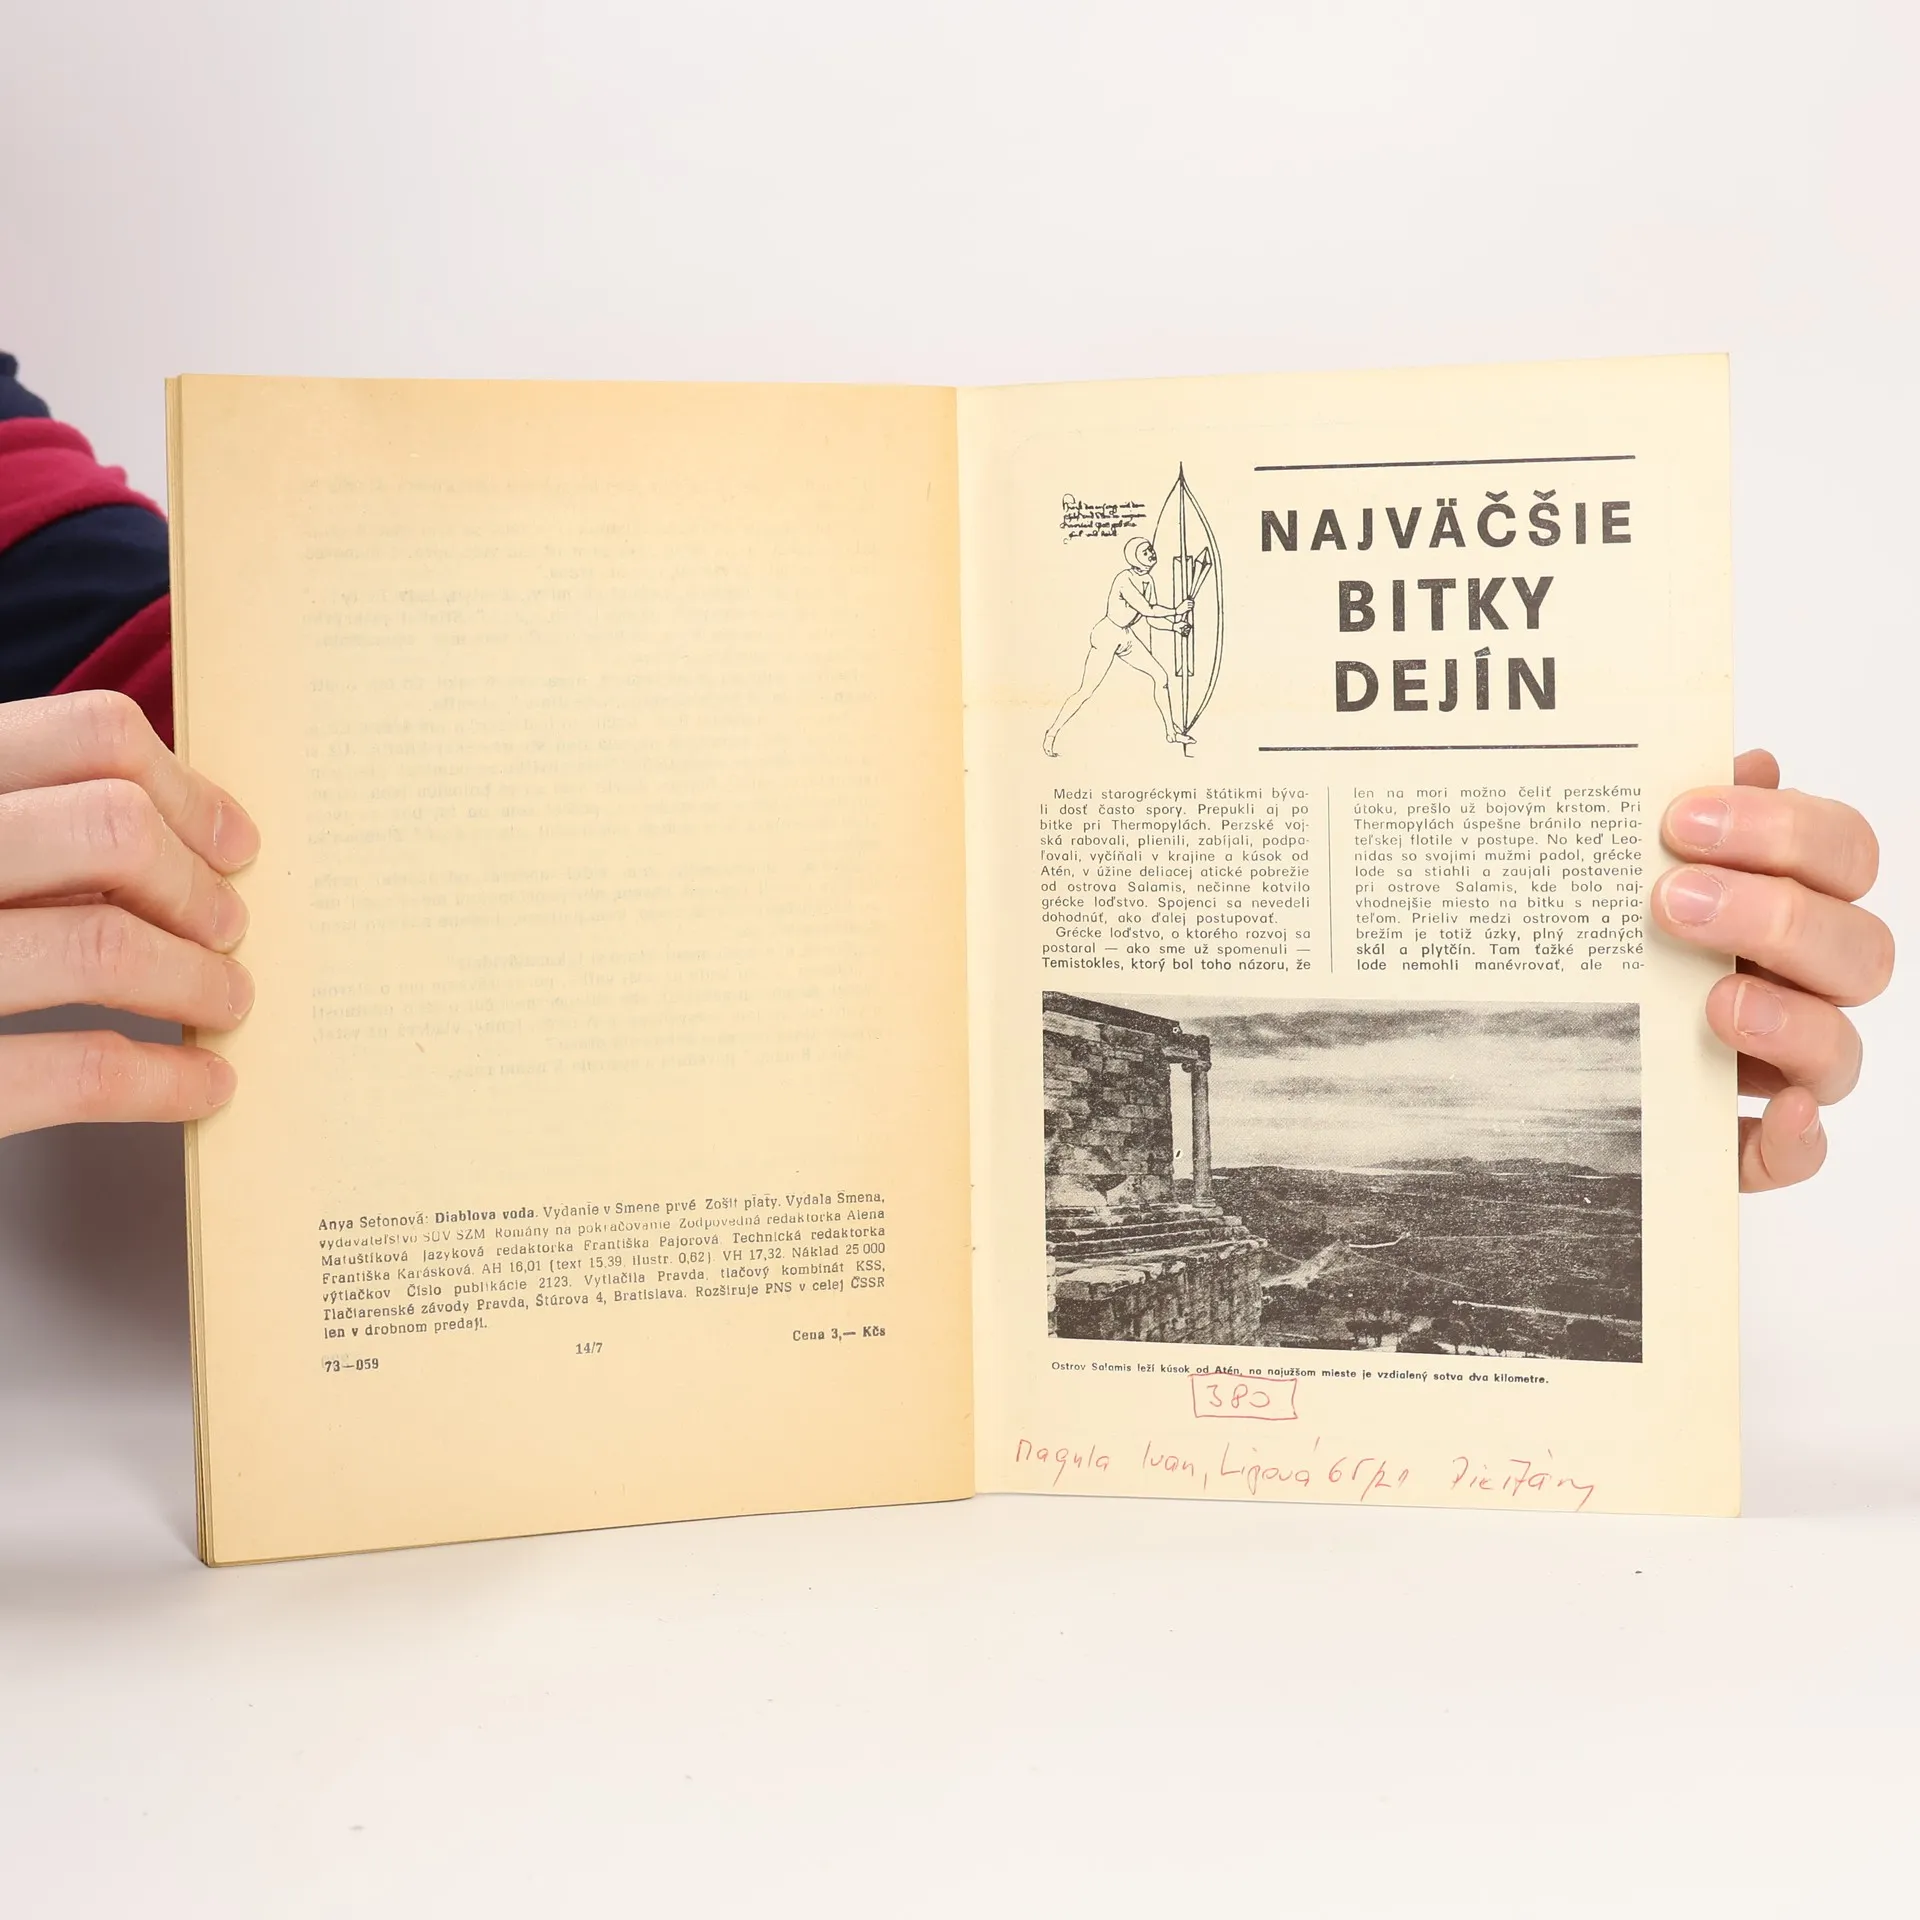 Anya Setonová: Diablova voda. Vydanie v Smene prvé Zošit piaty. Vydala Smena,
vydavateľstvo SÚV SZM Romány na pokračovanie Zodpovedná redaktorka Alena
Matuštíková Jazyková redaktorka Františka Pajorová. Technická redaktorka
Františka Karásková. AH 16,01 (text 15,39, ilustr. 0,62). VH 17,32. Náklad 25 000
výtlačkov Číslo publikácie 2123. Vytlačila Pravda, tlačový kombinát KSS,
Tlačiarenské závody Pravda, Štúrova 4, Bratislava. Rozširuje PNS v celej ČSSR
len v drobnom predaji.
14/7
Cena 3,— Kčs
73—059
NAJVÄČŠIE
BITKY
DEJÍN
Medzi starogréckymi štátikmi býva-
li dosť často spory. Prepukli aj po
bitke pri Thermopylách. Perzské voj-
ská rabovali, plienili, zabíjali, podpa-
ľovali, vyčíňali v krajine a kúsok od
Atén, v úžine deliacej atické pobrežie
od ostrova Salamis, nečinne kotvilo
grécke loďstvo. Spojenci sa nevedeli
dohodnúť, ako ďalej postupovať.
Grécke loďstvo, o ktorého rozvoj sa
postaral — ako sme už spomenuli —
Temistokles, ktorý bol toho názoru, že
len na mori možno čeliť perzskému
útoku, prešlo už bojovým krstom. Pri
Thermopylách úspešne bránilo nepria-
teľskej flotile v postupe. No keď Leo-
nidas so svojimi mužmi padol, grécke
lode sa stiahli a zaujali postavenie
pri ostrove Salamis, kde bolo naj-
vhodnejšie miesto na bitku s nepria-
teľom. Prieliv medzi ostrovom a po-
brežím je totiž úzky, plný zradných
skál a plytčín. Tam ťažké perzské
lode nemohli manévrovať, ale na-
Ostrov Salamis leží kúsok od Atén, na najužšom mieste je vzdialený sotva dva kilometre.
380
Magula Ivan, Lipová Piešťany